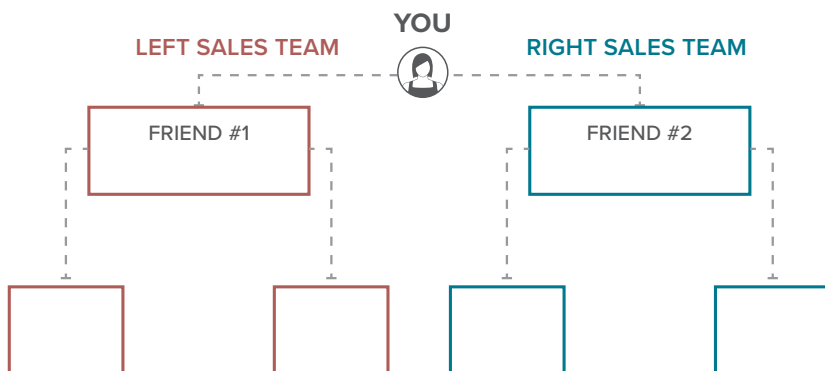 YOU
LEFT SALES TEAM
RIGHT SALES TEAM
FRIEND #1
FRIEND #2